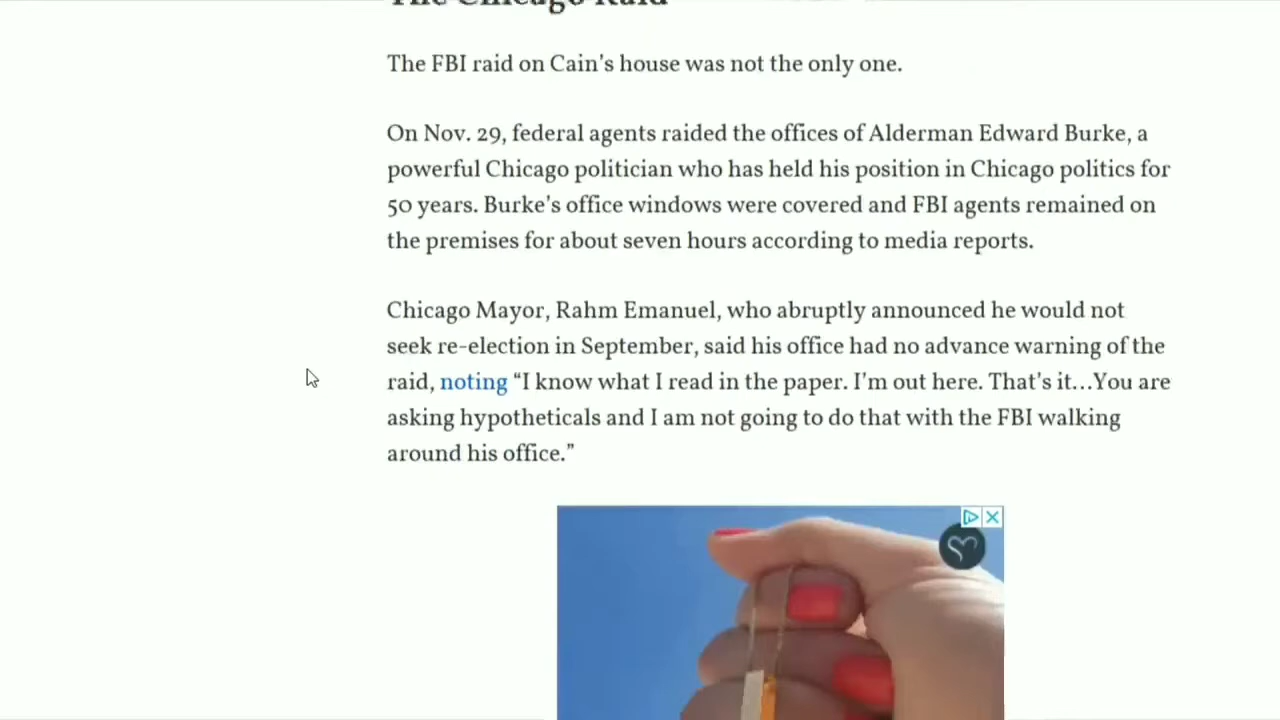 The Chicago Raid
The FBI raid on Cain’s house was not the only one.
On Nov. 29, federal agents raided the offices of Alderman Edward Burke, a
powerful Chicago politician who has held his position in Chicago politics for
50 years. Burke’s office windows were covered and FBI agents remained on
the premises for about seven hours according to media reports.
Chicago Mayor, Rahm Emanuel, who abruptly announced he would not
seek re-election in September, said his office had no advance warning of the
raid, noting “I know what I read in the paper. I’m out here. That’s it…You are
asking hypotheticals and I am not going to do that with the FBI walking
around his office.”